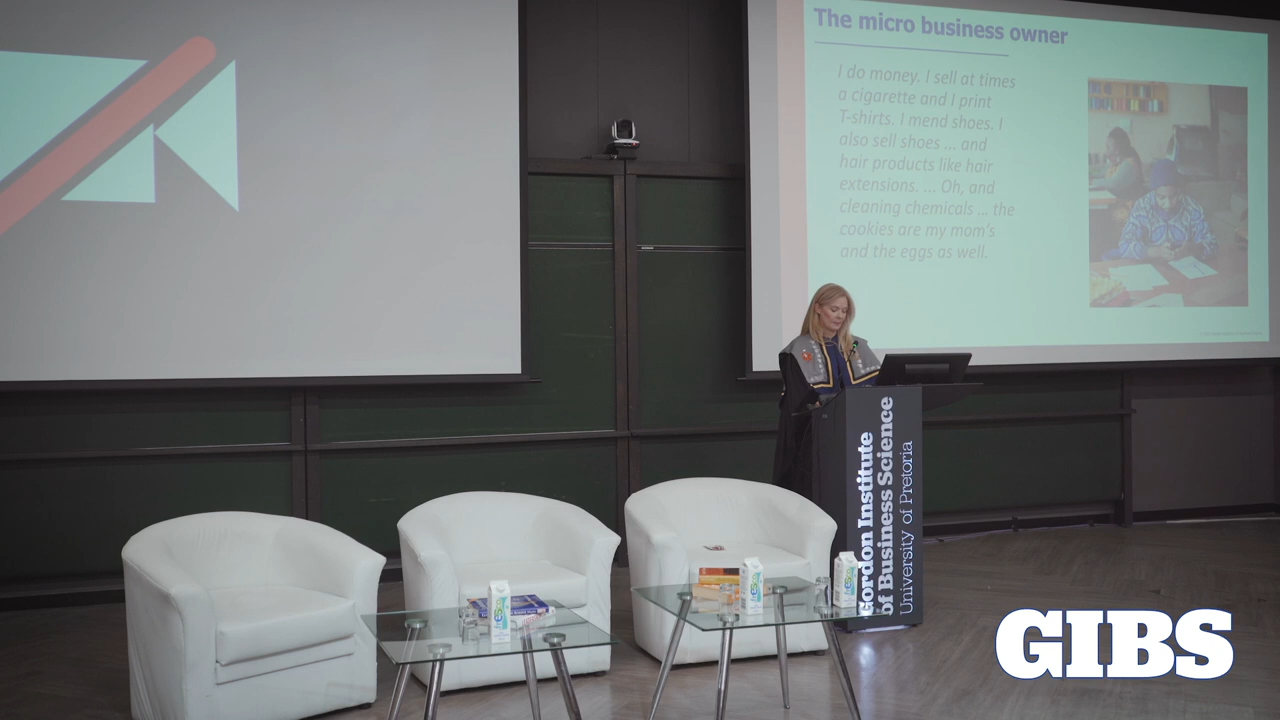 The micro business owner
I do money. I sell at times
a cigarette and I print
T-shirts. I mend shoes. I
also sell shoes ... and
hair products like hair
extensions. ... Oh, and
cleaning chemicals ... the
cookies are my mom's
and the eggs as well.
Gordon Institute
of Business Science
University of Pretoria
GIBS